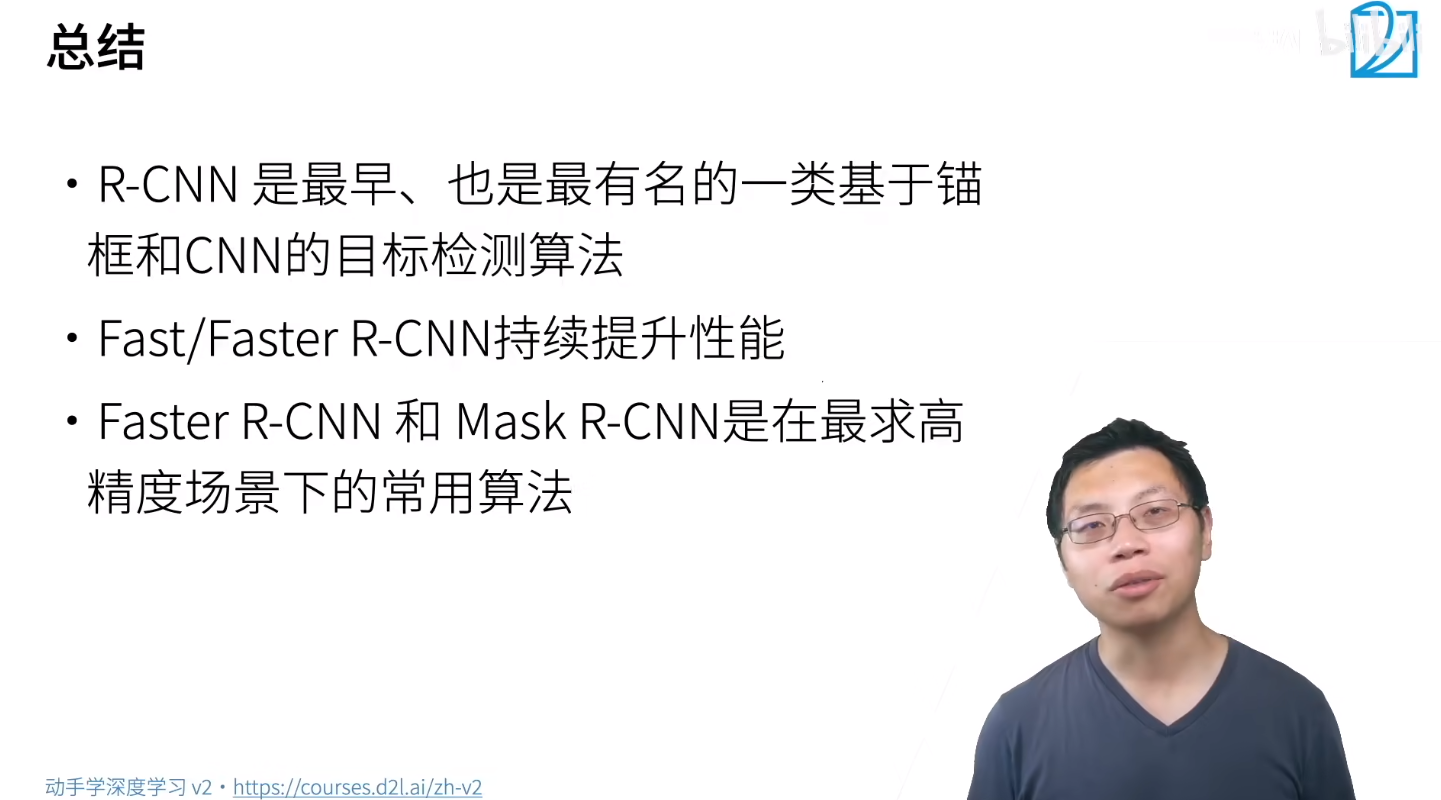 总结
• R-CNN 是最早、也是最有名的一类基于锚
框和CNN的目标检测算法
• Fast/Faster R-CNN持续提升性能
• Faster R-CNN 和 Mask R-CNN是在最求高
精度场景下的常用算法
动手学深度学习 v2 • https://courses.d2l.ai/zh-v2